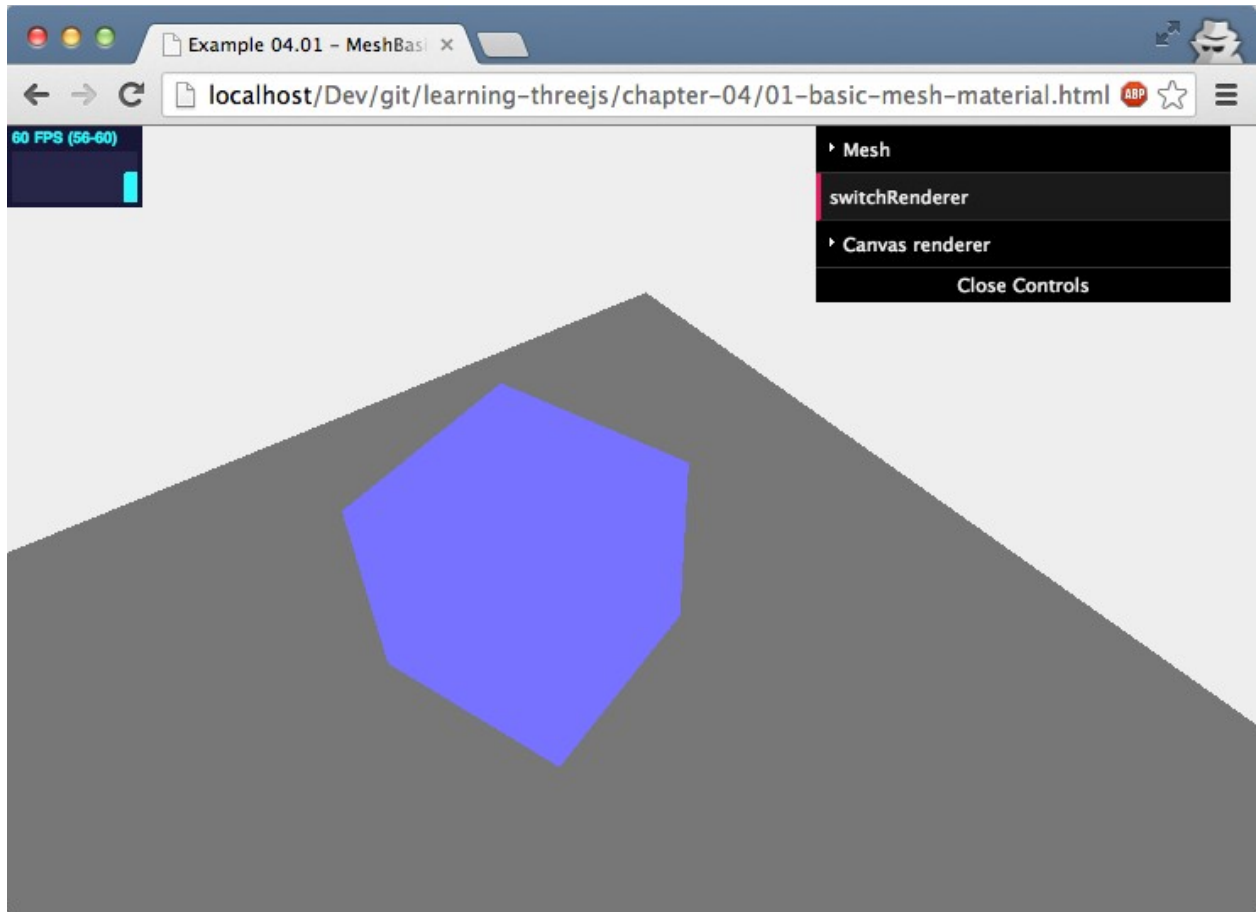 Example 04.01 – MeshBasi
localhost/Dev/git/learning-threejs/chapter-04/01-basic-mesh-material.html
ABP
60 FPS (56-60)
Mesh
switchRenderer
Canvas renderer
Close Controls